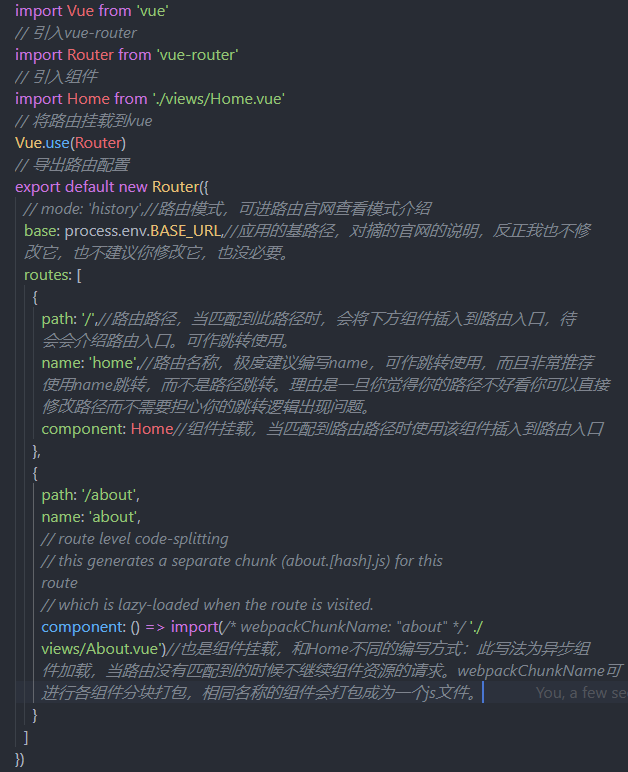 import Vue from 'vue'
// 引入vue-router
import Router from 'vue-router'
// 引入组件
import Home from './views/Home.vue'
// 将路由挂载到vue
Vue.use(Router)
// 导出路由配置
export default new Router({
// mode: 'history',//路由模式，可进路由官网查看模式介绍
base: process.env.BASE_URL,//应用的基路径，对摘的官网的说明，反正我也不修
改它，也不建议你修改它，也没必要。
routes: [
{
path: '/',//路由路径，当匹配到此路径时，会将下方组件插入到路由入口，待
会会介绍路由入口。可作跳转使用。
name: 'home',//路由名称，极度建议编写name，可作跳转使用，而且非常推荐
使用name跳转，而不是路径跳转。理由是一旦你觉得你的路径不好看你可以直接
修改路径而不需要担心你的跳转逻辑出现问题。
component: Home//组件挂载，当匹配到路由路径时使用该组件插入到路由入口
},
{
path: '/about',
name: 'about',
// route level code-splitting
// this generates a separate chunk (about.[hash].js) for this
route
// which is lazy-loaded when the route is visited.
component: () => import(/* webpackChunkName: "about" */ './
views/About.vue')//也是组件挂载，和Home不同的编写方式：此写法为异步组
件加载，当路由没有匹配到的时候不继续组件资源的请求。webpackChunkName可
进行各组件分块打包，相同名称的组件会打包成为一个js文件。 You, a few se
}
]
})